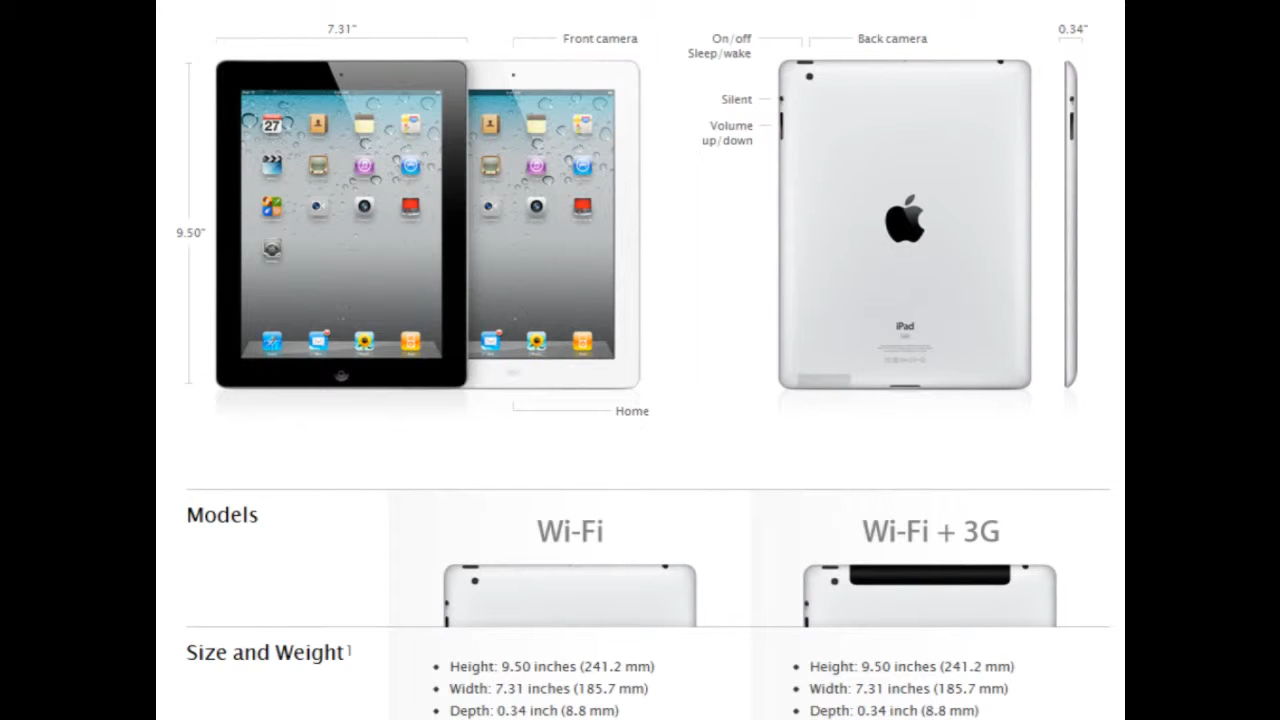 7.31"
Front camera
On/off
Sleep/wake
Back camera
0.34"
Silent
Volume
up/down
27
9.50"
iPad
Home
Models
Wi-Fi
Wi-Fi + 3G
Size and Weight1
Height: 9.50 inches (241.2 mm)
Width: 7.31 inches (185.7 mm)
Depth: 0.34 inch (8.8 mm)
Height: 9.50 inches (241.2 mm)
Width: 7.31 inches (185.7 mm)
Depth: 0.34 inch (8.8 mm)